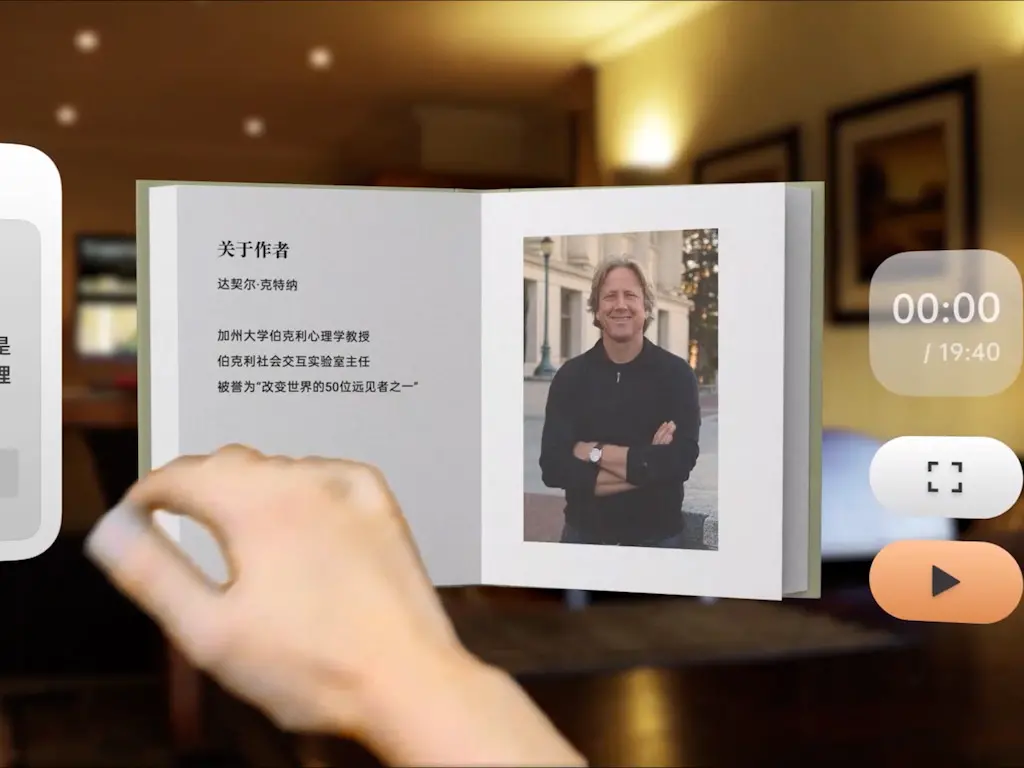 是
理
关于作者
达契尔·克特纳
加州大学伯克利心理学教授
伯克利社会交互实验室主任
被誉为“改变世界的50位远见者之一”
00:00
/ 19:40